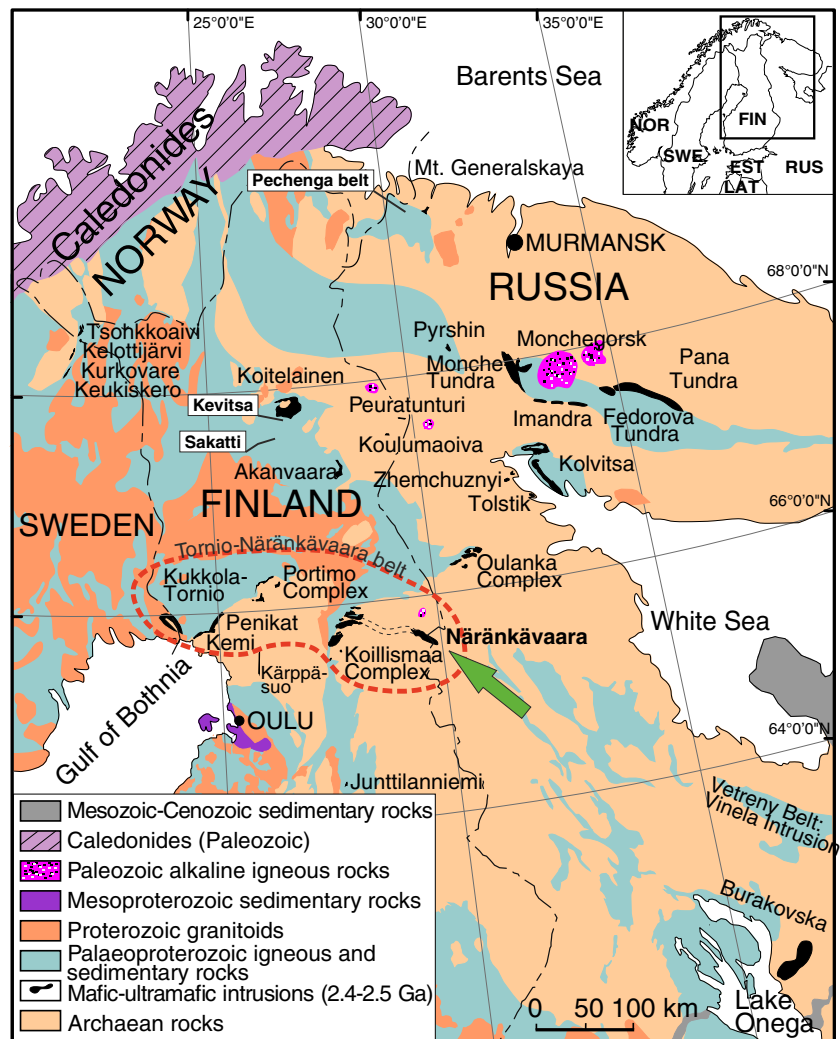 25°0'0"E
30°0'0"E
35°0'0"E
Barents Sea
NOR
SWE
FIN
EST
LAT
RUS
Caledonides
NORWAY
Mt. Generalskaya
Pechenga belt
MURMANSK
RUSSIA
68°0'0"N
Tsohkkoaivi
Kelottijärvi
Kurkovare
Keukiskero
Koitelainen
Kevitsa
Sakatti
Pyrshin
Monche
Tundra
Monchegorsk
Pana
Tundra
Peuratunturi
Imandra
Fedorova
Tundra
Koulumaoiva
Akanvaara
Zhemchuznyi
Tolstik
Kolvitsa
66°0'0"N
SWEDEN
FINLAND
Tornio-Näränkävaara belt
Kukkola-
Tornio
Portimo
Complex
Oulanka
Complex
Penikat
Kemi
Koillismaa
Complex
Näränkävaara
White Sea
Kärppä-
suo
Gulf of Bothnia
OULU
64°0'0"N
Junttilanniemi
Vetreny Belt:
Vinela Intrusion
Burakovska
Lake
Onega
Mesozoic-Cenozoic sedimentary rocks
Caledonides (Paleozoic)
Paleozoic alkaline igneous rocks
Mesoproterozoic sedimentary rocks
Proterozoic granitoids
Palaeoproterozoic igneous and
sedimentary rocks
Mafic-ultramafic intrusions (2.4-2.5 Ga)
Archaean rocks
0 50 100 km